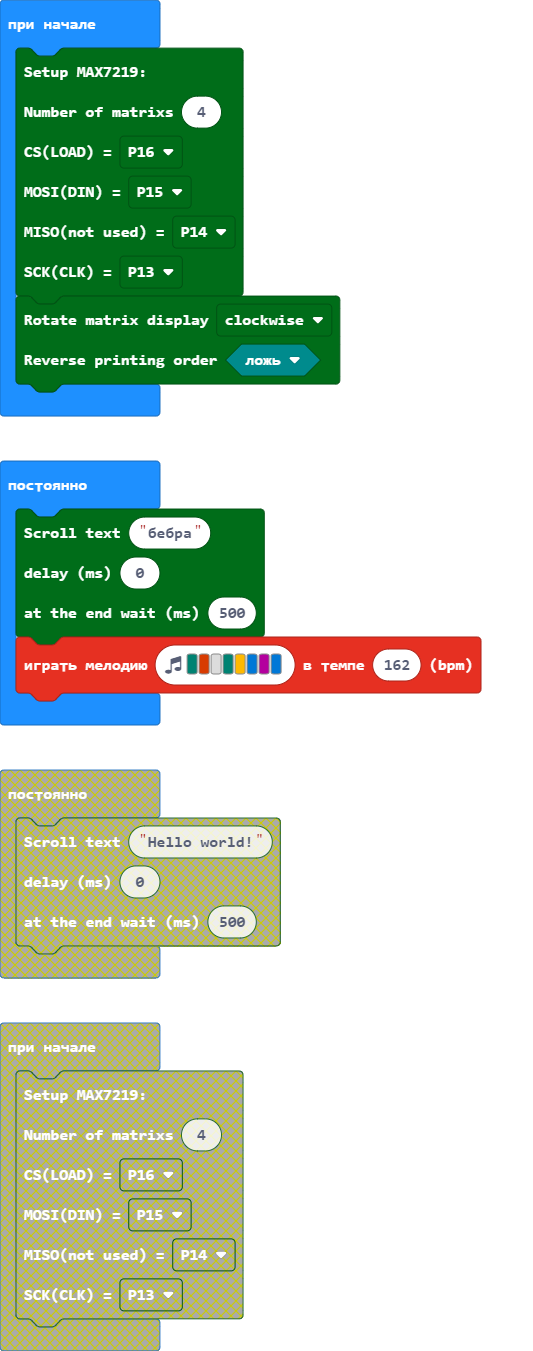 при начале
Setup MAX7219:
Number of matrixs 4
CS(LOAD) = P16
MOSI(DIN) = P15
MISO(not used) = P14
SCK(CLK) = P13
Rotate matrix display clockwise
Reverse printing order ложь
постоянно
Scroll text "бебра"
delay (ms) 0
at the end wait (ms) 500
играть мелодию в темпе 162 (bpm)
постоянно
Scroll text "Hello world!"
delay (ms) 0
at the end wait (ms) 500
при начале
Setup MAX7219:
Number of matrixs 4
CS(LOAD) = P16
MOSI(DIN) = P15
MISO(not used) = P14
SCK(CLK) = P13